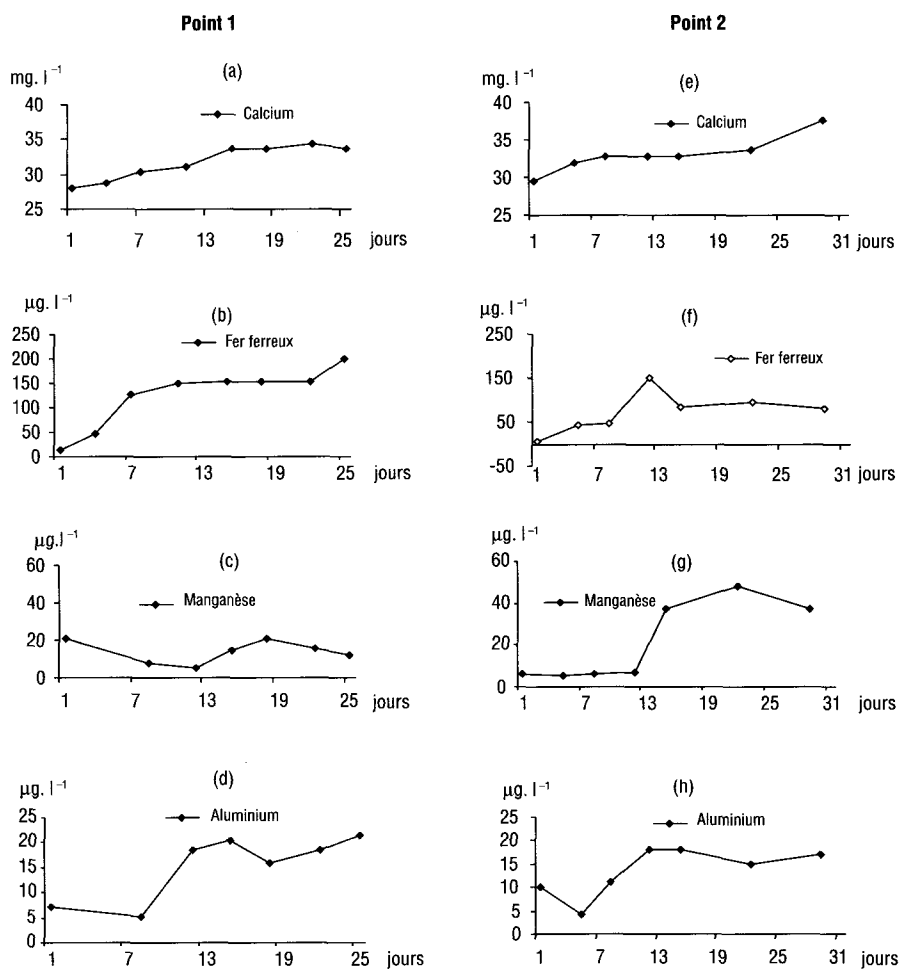 Point 1
Point 2
mg. l⁻¹
(a)
Calcium
40
35
30
25
1 7 13 19 25 jours
mg. l⁻¹
(e)
Calcium
40
35
30
25
1 7 13 19 25 31 jours
µg. l⁻¹
(b)
Fer ferreux
250
200
150
100
50
0
1 7 13 19 25 jours
µg. l⁻¹
(f)
Fer ferreux
250
150
50
-50
1 7 13 19 25 31 jours
µg. l⁻¹
(c)
Manganèse
60
40
20
0
1 7 13 19 25 jours
µg. l⁻¹
(g)
Manganèse
60
40
20
0
1 7 13 19 25 31 jours
µg. l⁻¹
(d)
Aluminium
25
20
15
10
5
0
1 7 13 19 25 jours
µg. l⁻¹
(h)
Aluminium
25
20
15
10
5
0
1 7 13 19 25 31 jours